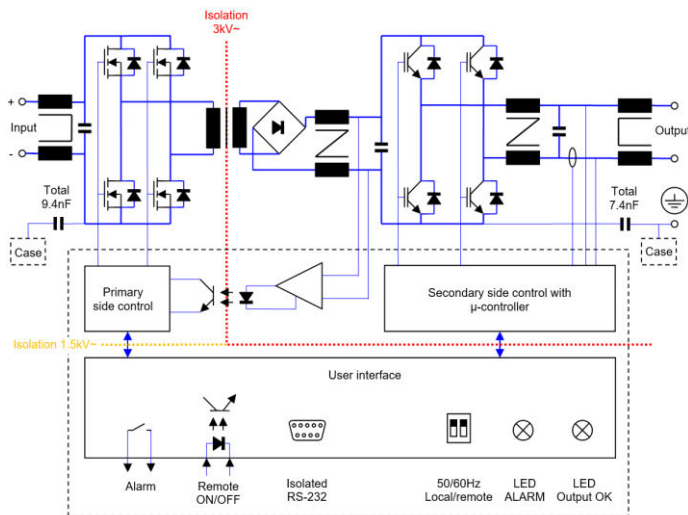 Isolation
3kV~
+
Input
-
Output
Total
9.4nF
Total
7.4nF
Case
Case
Primary
side control
Secondary side control with
μ-controller
Isolation 1.5kV~
User interface
Alarm
Remote
ON/OFF
Isolated
RS-232
50/60Hz
Local/remote
LED
ALARM
LED
Output OK